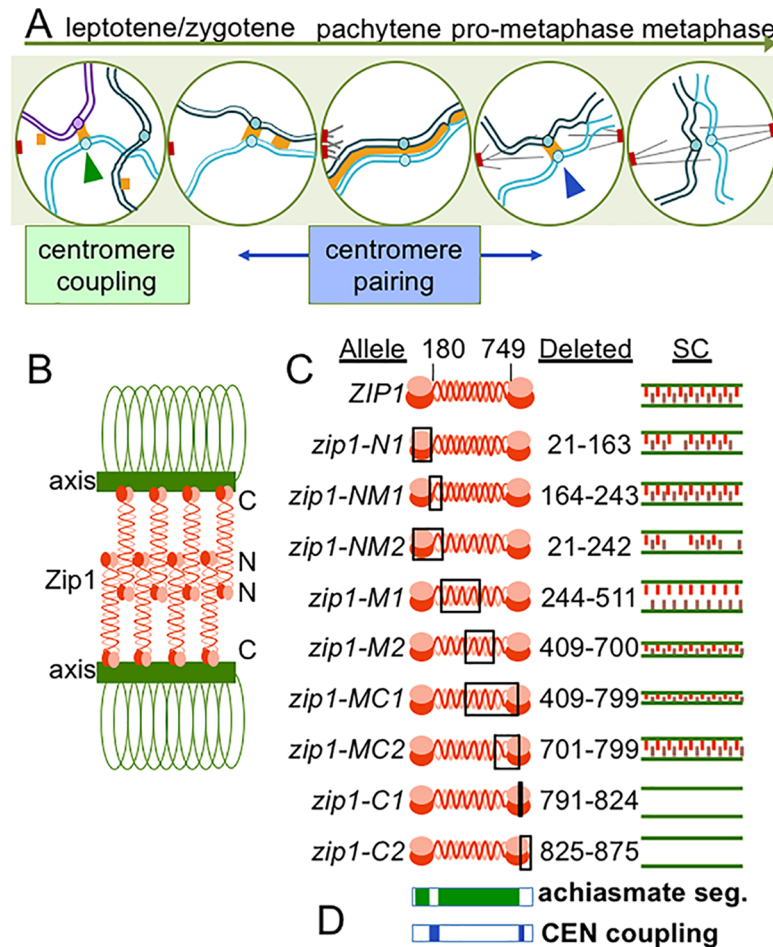 A
leptotene/zygotene pachytene pro-metaphase metaphase
centromere
coupling
centromere
pairing
B
axis
C
Zip1
N
N
C
axis
C
Allele 180 749 Deleted SC
ZIP1
zip1-N1 21-163
zip1-NM1 164-243
zip1-NM2 21-242
zip1-M1 244-511
zip1-M2 409-700
zip1-MC1 409-799
zip1-MC2 701-799
zip1-C1 791-824
zip1-C2 825-875
D
achiasmate seg.
CEN coupling